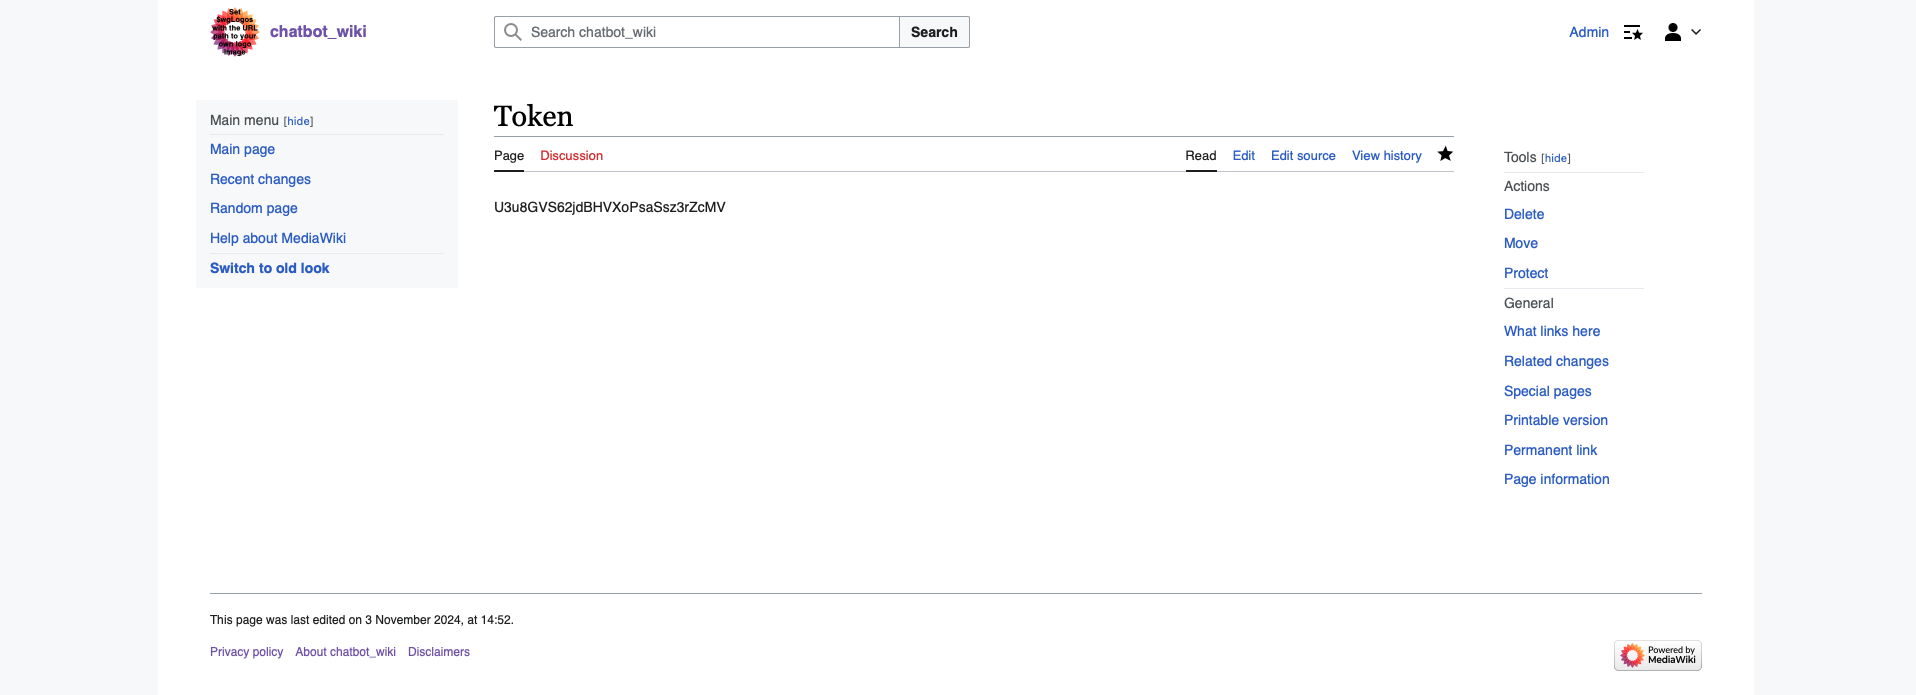 Set
$wgLogos
with the URL
path to your
own logo
image
chatbot_wiki
Search chatbot_wiki
Search
Admin
Main menu [hide]
Main page
Recent changes
Random page
Help about MediaWiki
Switch to old look
Token
Page Discussion
Read Edit Edit source View history
U3u8GVS62jdBHVXoPsaSsz3rZcMV
Tools [hide]
Actions
Delete
Move
Protect
General
What links here
Related changes
Special pages
Printable version
Permanent link
Page information
This page was last edited on 3 November 2024, at 14:52.
Privacy policy About chatbot_wiki Disclaimers
Powered by
MediaWiki